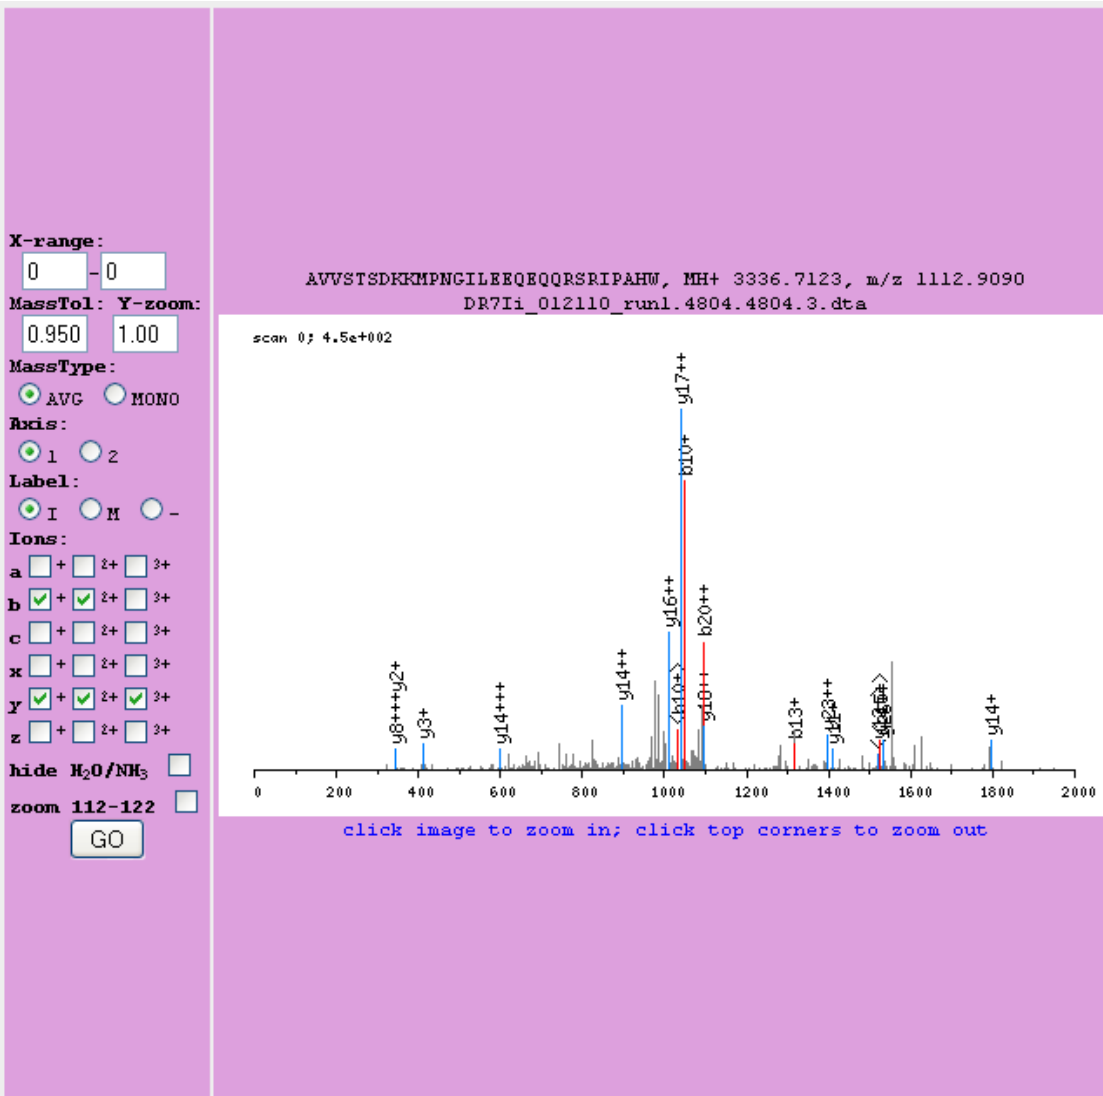 X-range:
0 - 0
MassTol: Y-zoom:
0.950 1.00
MassType:
AVG MONO
Axis:
1 2
Label:
I M -
Ions:
a + 2+ 3+
b + 2+ 3+
c + 2+ 3+
x + 2+ 3+
y + 2+ 3+
z + 2+ 3+
hide H₂O/NH₃
zoom 112-122
GO
AVVSTSDKKMPNGILEEQEQQRSRIPAHW, MH+ 3336.7123, m/z 1112.9090
DR7Ii_012110_run1.4804.4804.3.dta
scan 0; 4.5e+002
y8+++y2+
y3+
y14+++
y14++
y16++
<b10+>
y17++
b10+
b20++
y18++
b13+
y23++
y14+
0 200 400 600 800 1000 1200 1400 1600 1800 2000
click image to zoom in; click top corners to zoom out